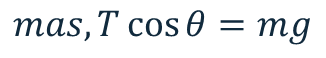 mas, T cos θ = mg